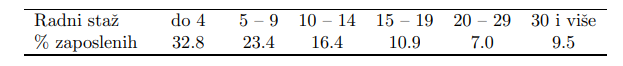 Radni staž do 4 5 – 9 10 – 14 15 – 19 20 – 29 30 i više
% zaposlenih 32.8 23.4 16.4 10.9 7.0 9.5